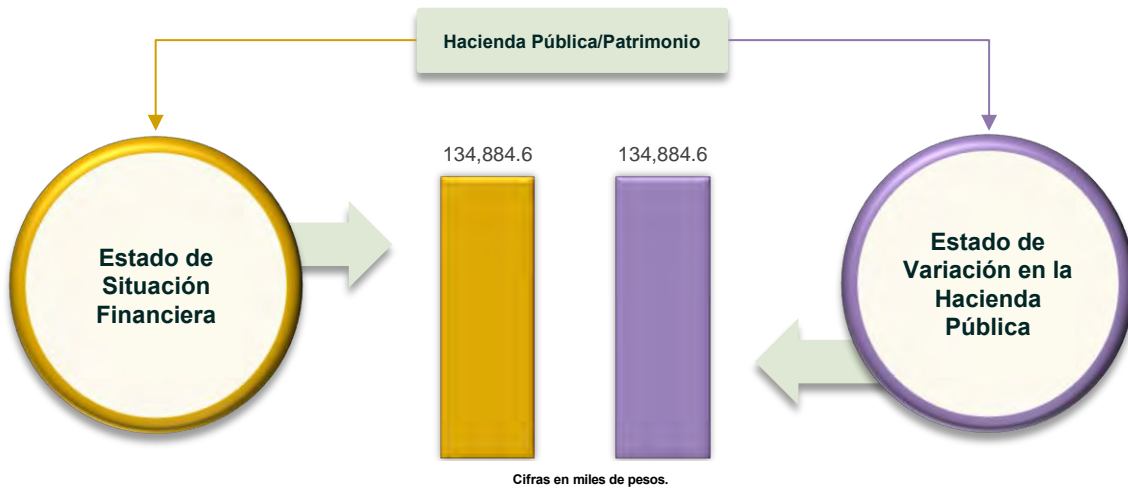 Hacienda Pública/Patrimonio
134,884.6
134,884.6
Estado de
Situación
Financiera
Estado de
Variación en la
Hacienda
Pública
Cifras en miles de pesos.